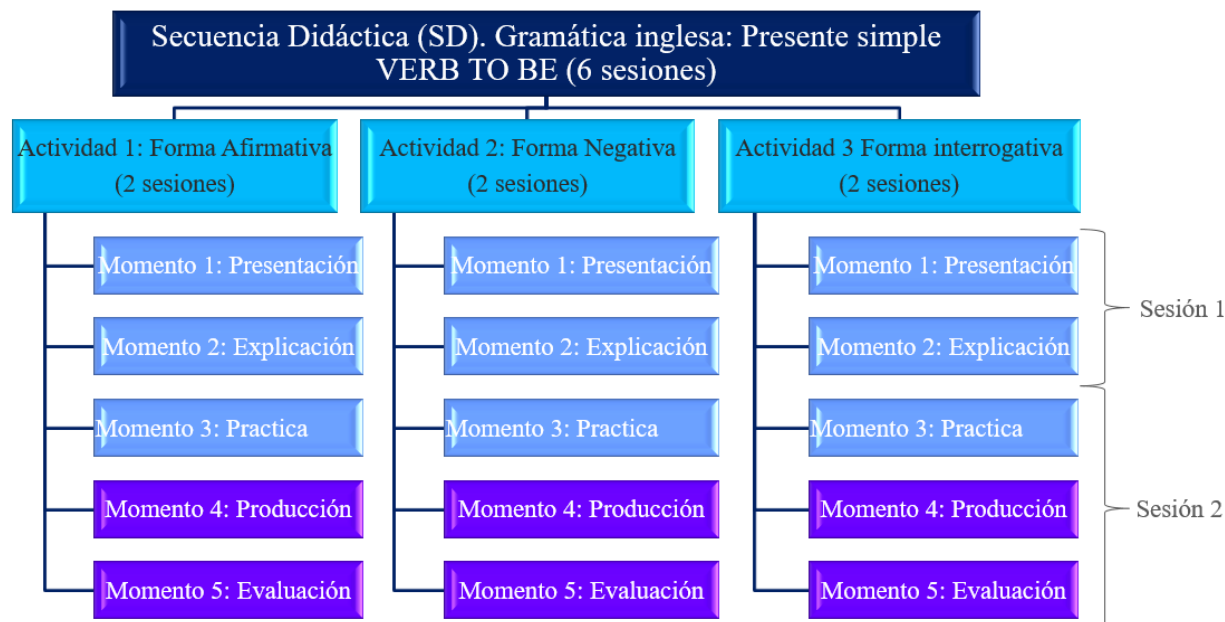 Secuencia Didáctica (SD). Gramática inglesa: Presente simple
VERB TO BE (6 sesiones)
Actividad 1: Forma Afirmativa
(2 sesiones)
Momento 1: Presentación
Momento 2: Explicación
Momento 3: Practica
Momento 4: Producción
Momento 5: Evaluación
Actividad 2: Forma Negativa
(2 sesiones)
Momento 1: Presentación
Momento 2: Explicación
Momento 3: Practica
Momento 4: Producción
Momento 5: Evaluación
Actividad 3 Forma interrogativa
(2 sesiones)
Momento 1: Presentación
Momento 2: Explicación
Momento 3: Practica
Momento 4: Producción
Momento 5: Evaluación
Sesión 1
Sesión 2